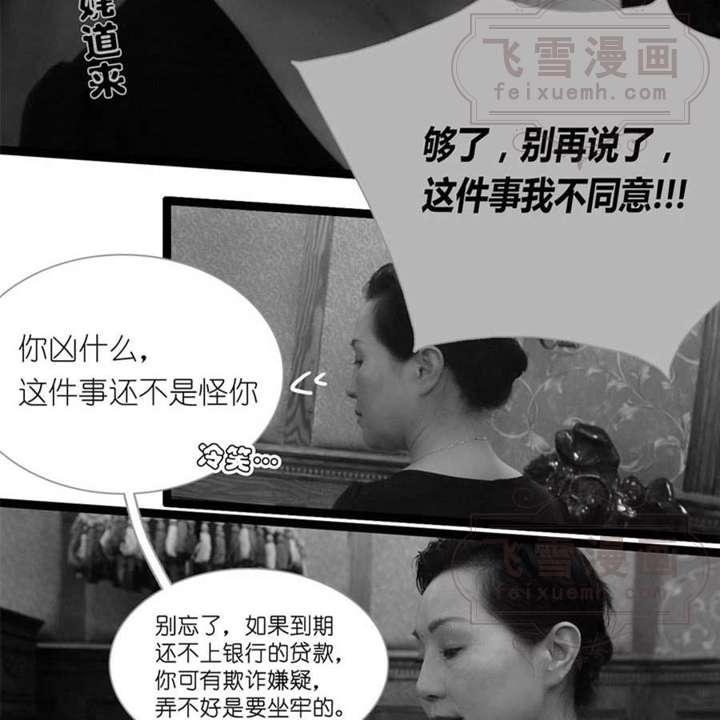 娓道来
飞雪漫画
feixuemh.com
够了，别再说了，
这件事我不同意!!!
你凶什么，
这件事还不是怪你
冷笑…
飞雪漫画
feixuemh.com
别忘了，如果到期
还不上银行的贷款，
你可有欺诈嫌疑，
弄不好是要坐牢的。